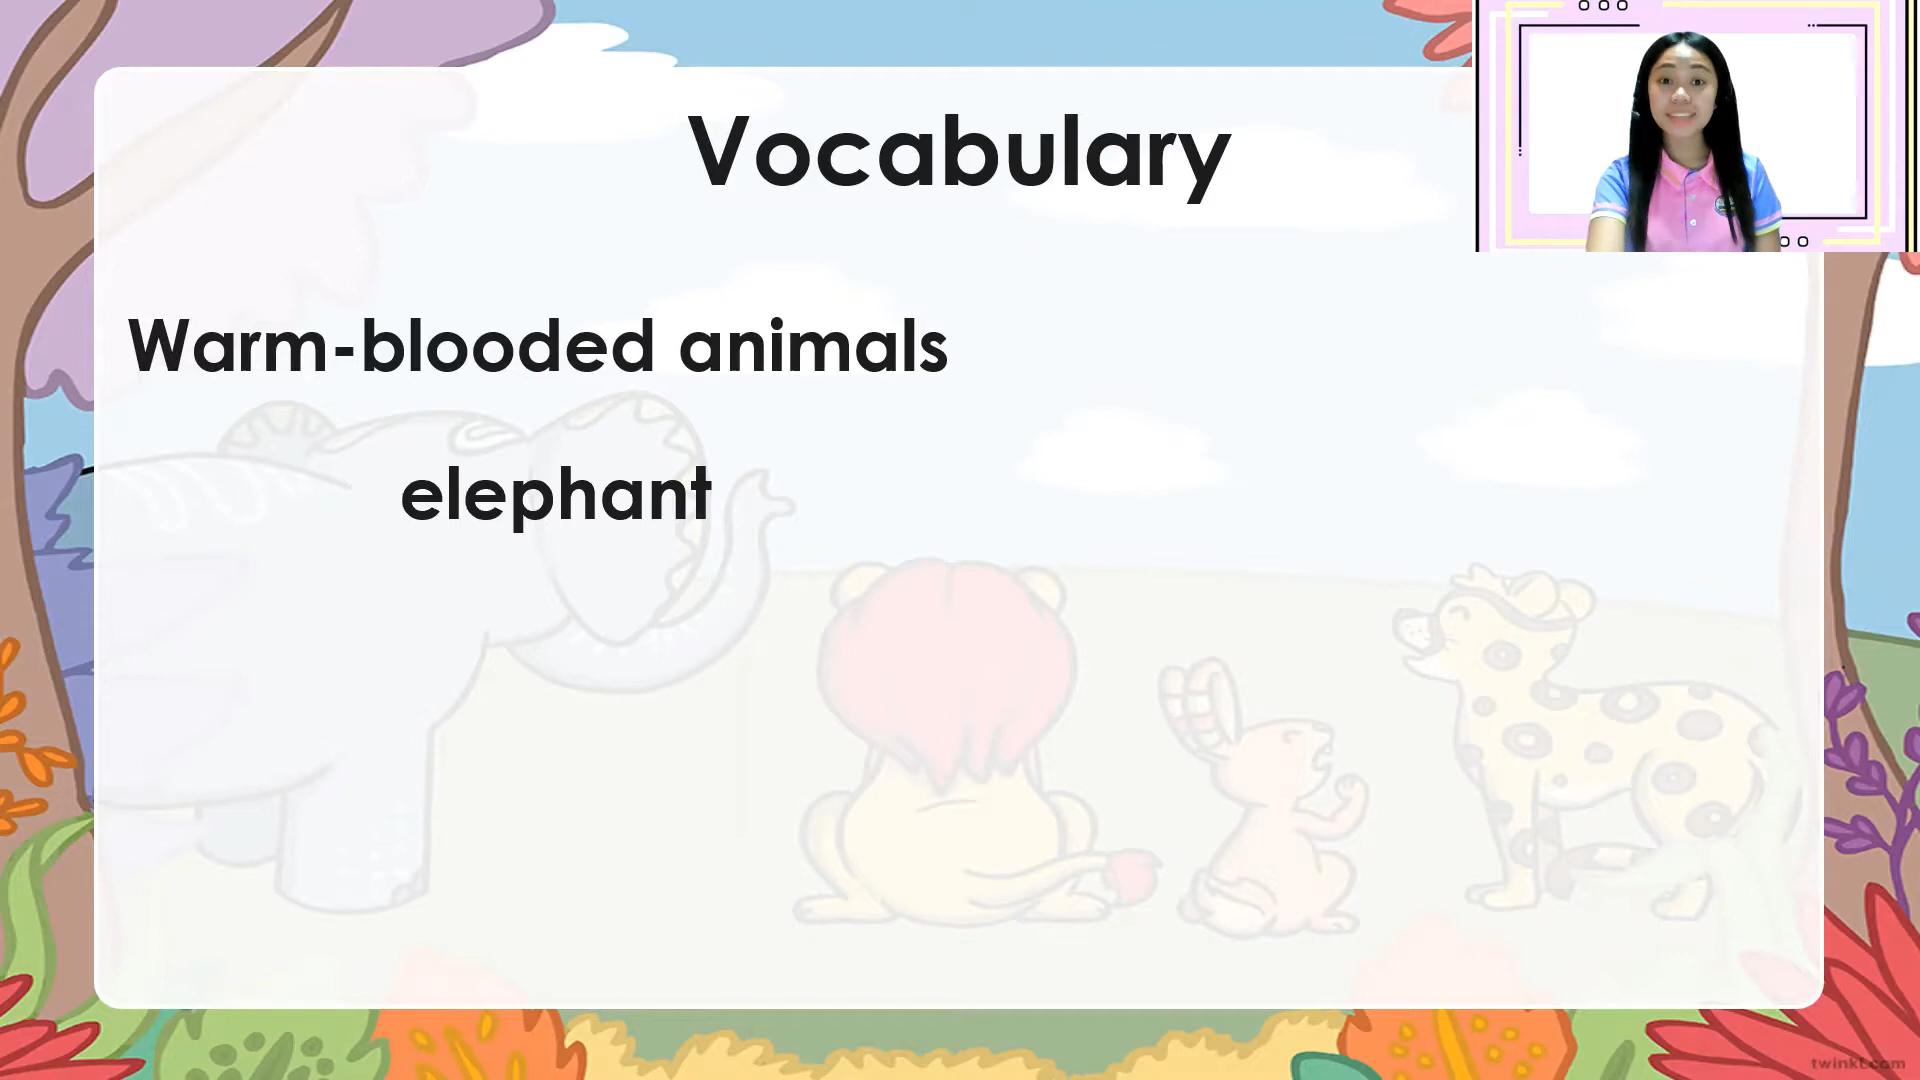 Vocabulary
Warm-blooded animals
elephant
twinkl.com